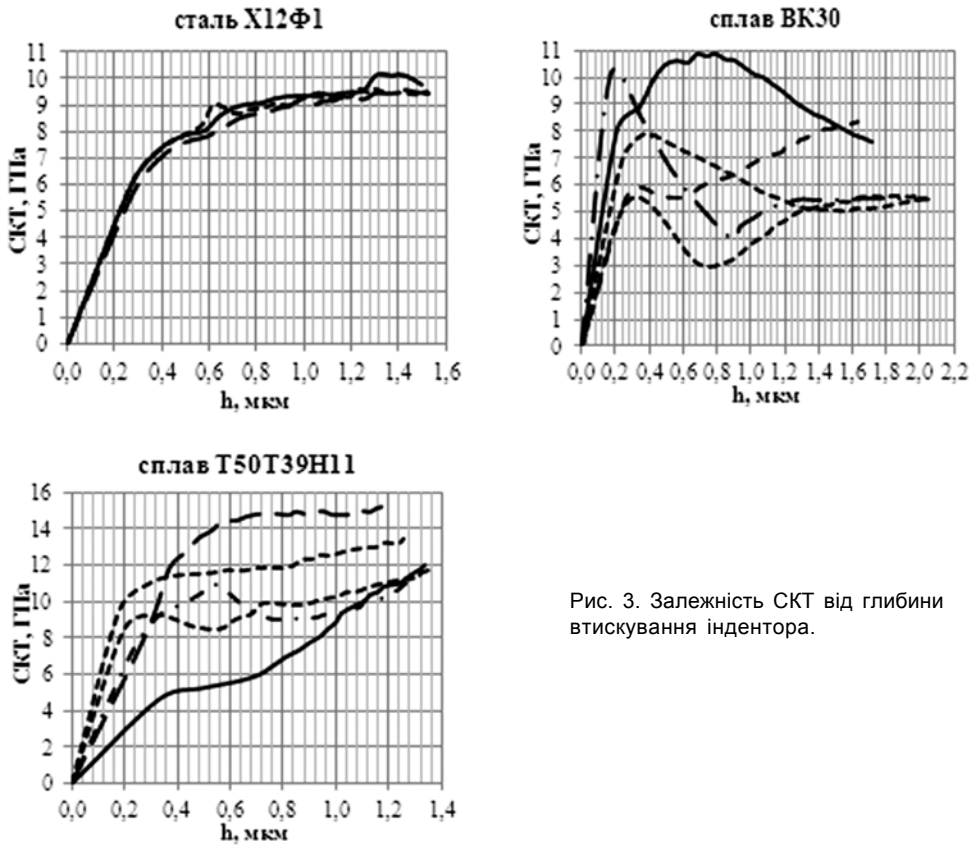 сталь Х12Ф1
11
10
9
8
7
6
5
4
3
2
1
0
СКТ, ГПа
0,0 0,2 0,4 0,6 0,8 1,0 1,2 1,4 1,6
h, мкм
сплав ВК30
11
10
9
8
7
6
5
4
3
2
1
0
СКТ, ГПа
0,0 0,2 0,4 0,6 0,8 1,0 1,2 1,4 1,6 1,8 2,0 2,2
h, мкм
сплав Т50Т39Н11
16
14
12
10
8
6
4
2
0
СКТ, ГПа
0,0 0,2 0,4 0,6 0,8 1,0 1,2 1,4
h, мкм
Рис. 3. Залежність СКТ від глибини
втискування індентора.